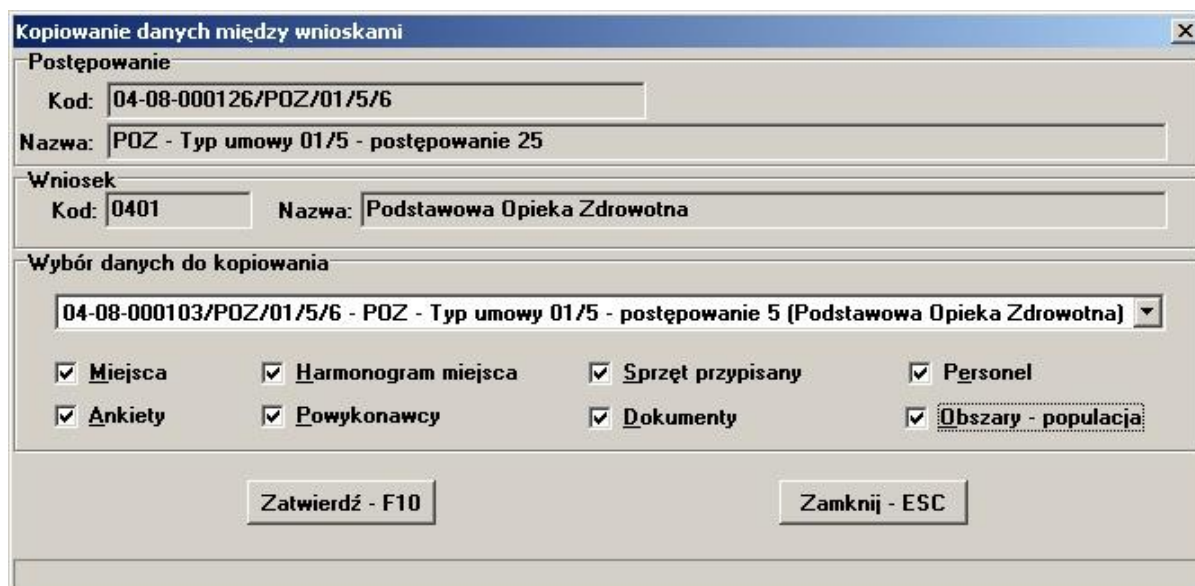 Kopiowanie danych między wnioskami
Postępowanie
Kod: 04-08-000126/POZ/01/5/6
Nazwa: POZ - Typ umowy 01/5 - postępowanie 25
Wniosek
Kod: 0401 Nazwa: Podstawowa Opieka Zdrowotna
Wybór danych do kopiowania
04-08-000103/POZ/01/5/6 - POZ - Typ umowy 01/5 - postępowanie 5 (Podstawowa Opieka Zdrowotna)
Miejsca Harmonogram miejsca Sprzęt przypisany Personel
Ankiety Powykonawcy Dokumenty Obszary - populacja
Zatwierdź - F10 Zamknij - ESC